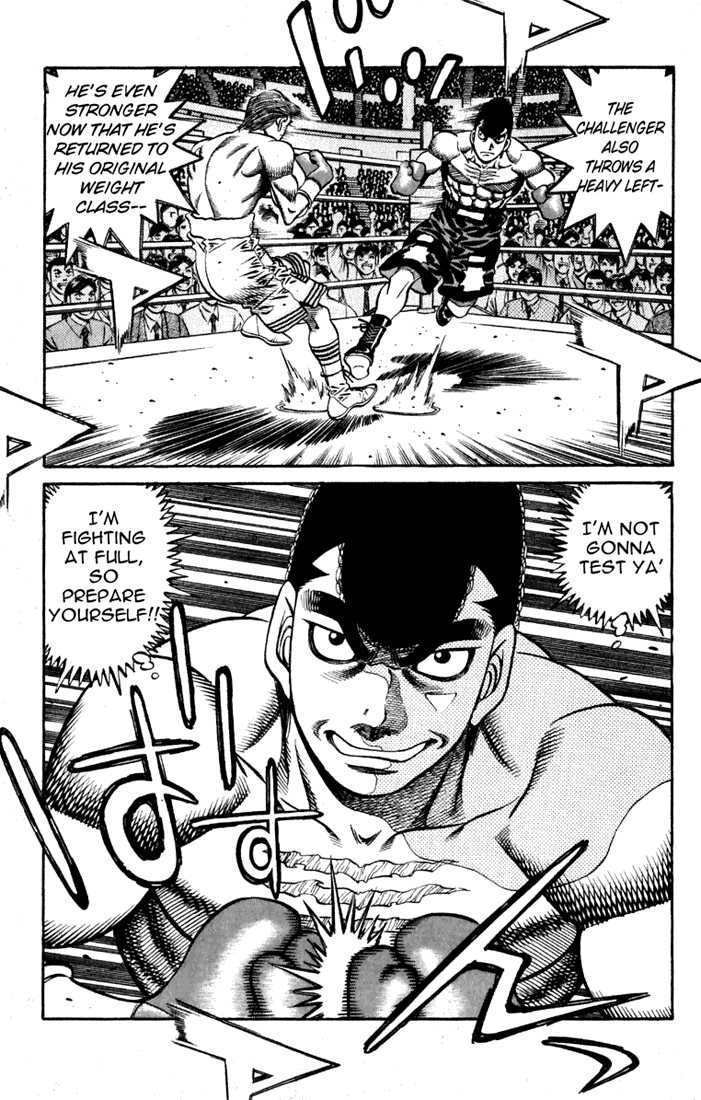 THE
CHALLENGER
ALSO
THROWS A
HEAVY LEFT-
HE'S EVEN
STRONGER
NOW THAT HE'S
RETURNED TO
HIS ORIGINAL
WEIGHT
CLASS--
I'M NOT
GONNA
TEST YA'
I'M
FIGHTING
AT FULL,
SO
PREPARE
YOURSELF!!